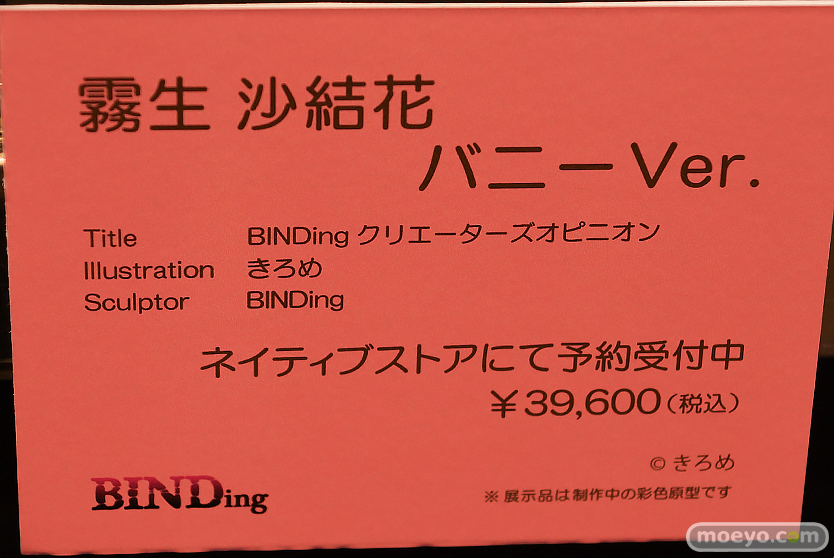 霧生 沙結花
バニーVer.
Title BINDing クリエーターズオピニオン
Illustration きろめ
Sculptor BINDing
ネイティブストアにて予約受付中
￥39,600（税込）
© きろめ
BINDing
※ 展示品は制作中の彩色原型です
moeyo.com